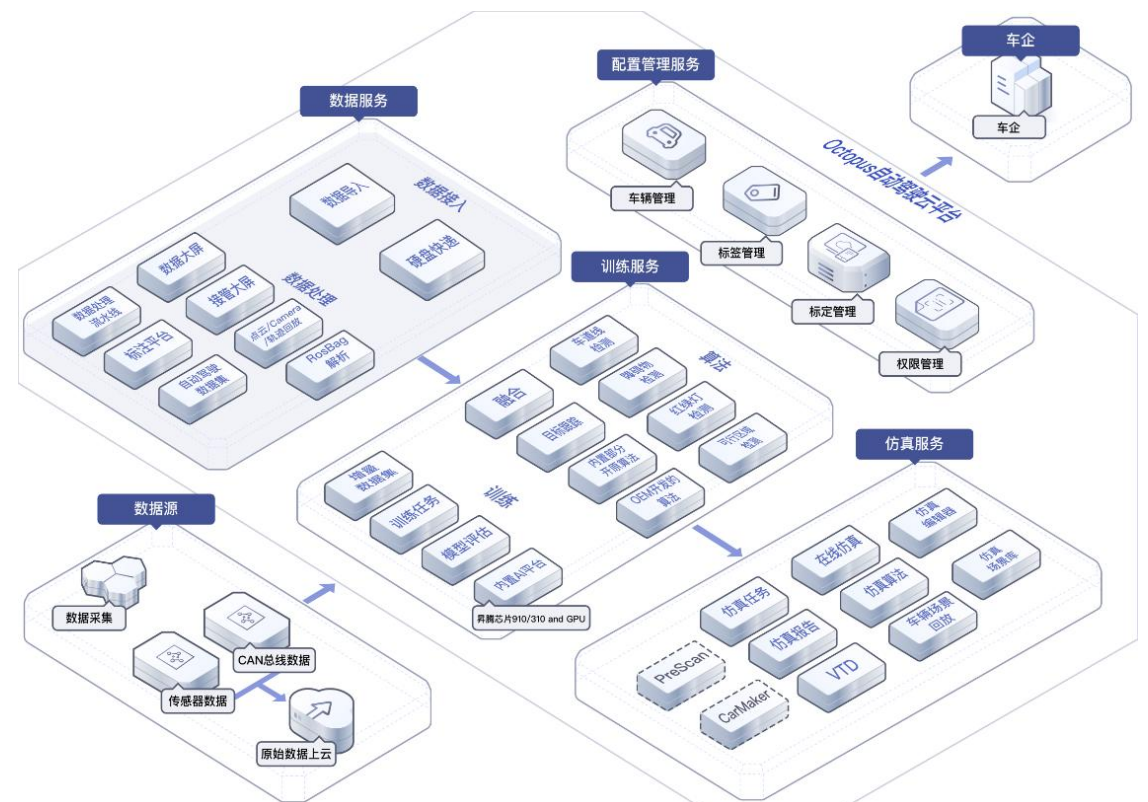 车企
车企
配置管理服务
车辆管理
标签管理
标定管理
权限管理
Octopus自动驾驶云平台
数据服务
数据接入
数据导入
硬盘快递
数据处理
数据大屏
接管大屏
点云/Camera
/轨迹回放
RosBag
解析
数据处理
流水线
标注平台
自动驾驶
数据集
训练服务
算法
车道线
检测
障碍物
检测
红绿灯
检测
可行区域
检测
融合
目标跟踪
内置部分
开原算法
OEM开发的
算法
训练
增量
数据集
训练任务
模型评估
内置AI平台
昇腾芯片910/310 and GPU
仿真服务
仿真
编辑器
仿真
场景库
在线仿真
仿真算法
车辆场景
回放
仿真任务
仿真报告
VTD
PreScan
CarMaker
数据源
数据采集
CAN总线数据
传感器数据
原始数据上云